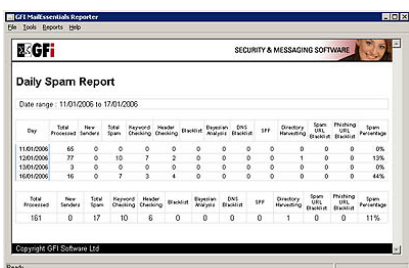 GFI MailEssentials Reporter
File Tools Reports Help
GFi SECURITY & MESSAGING SOFTWARE
Daily Spam Report
Date range : 11/01/2006 to 17/01/2006
Day Total Processed New Senders Total Spam Keyword Checking Header Checking Blacklist Bayesian Analysis DNS Blacklist SPF Directory Harvesting Spam URL Blacklist Phishing URL Blacklist Spam Percentage
11/01/2006 65 0 0 0 0 0 0 0 0 0 0 0 0%
12/01/2006 77 0 10 7 2 0 0 0 0 1 0 0 13%
13/01/2006 3 0 0 0 0 0 0 0 0 0 0 0 0%
16/01/2006 16 0 7 3 4 0 0 0 0 0 0 0 44%
Total Processed New Senders Total Spam Keyword Checking Header Checking Blacklist Bayesian Analysis DNS Blacklist SPF Directory Harvesting Spam URL Blacklist Phishing URL Blacklist Spam Percentage
161 0 17 10 6 0 0 0 0 1 0 0 11%
Copyright GFI Software Ltd
Ready